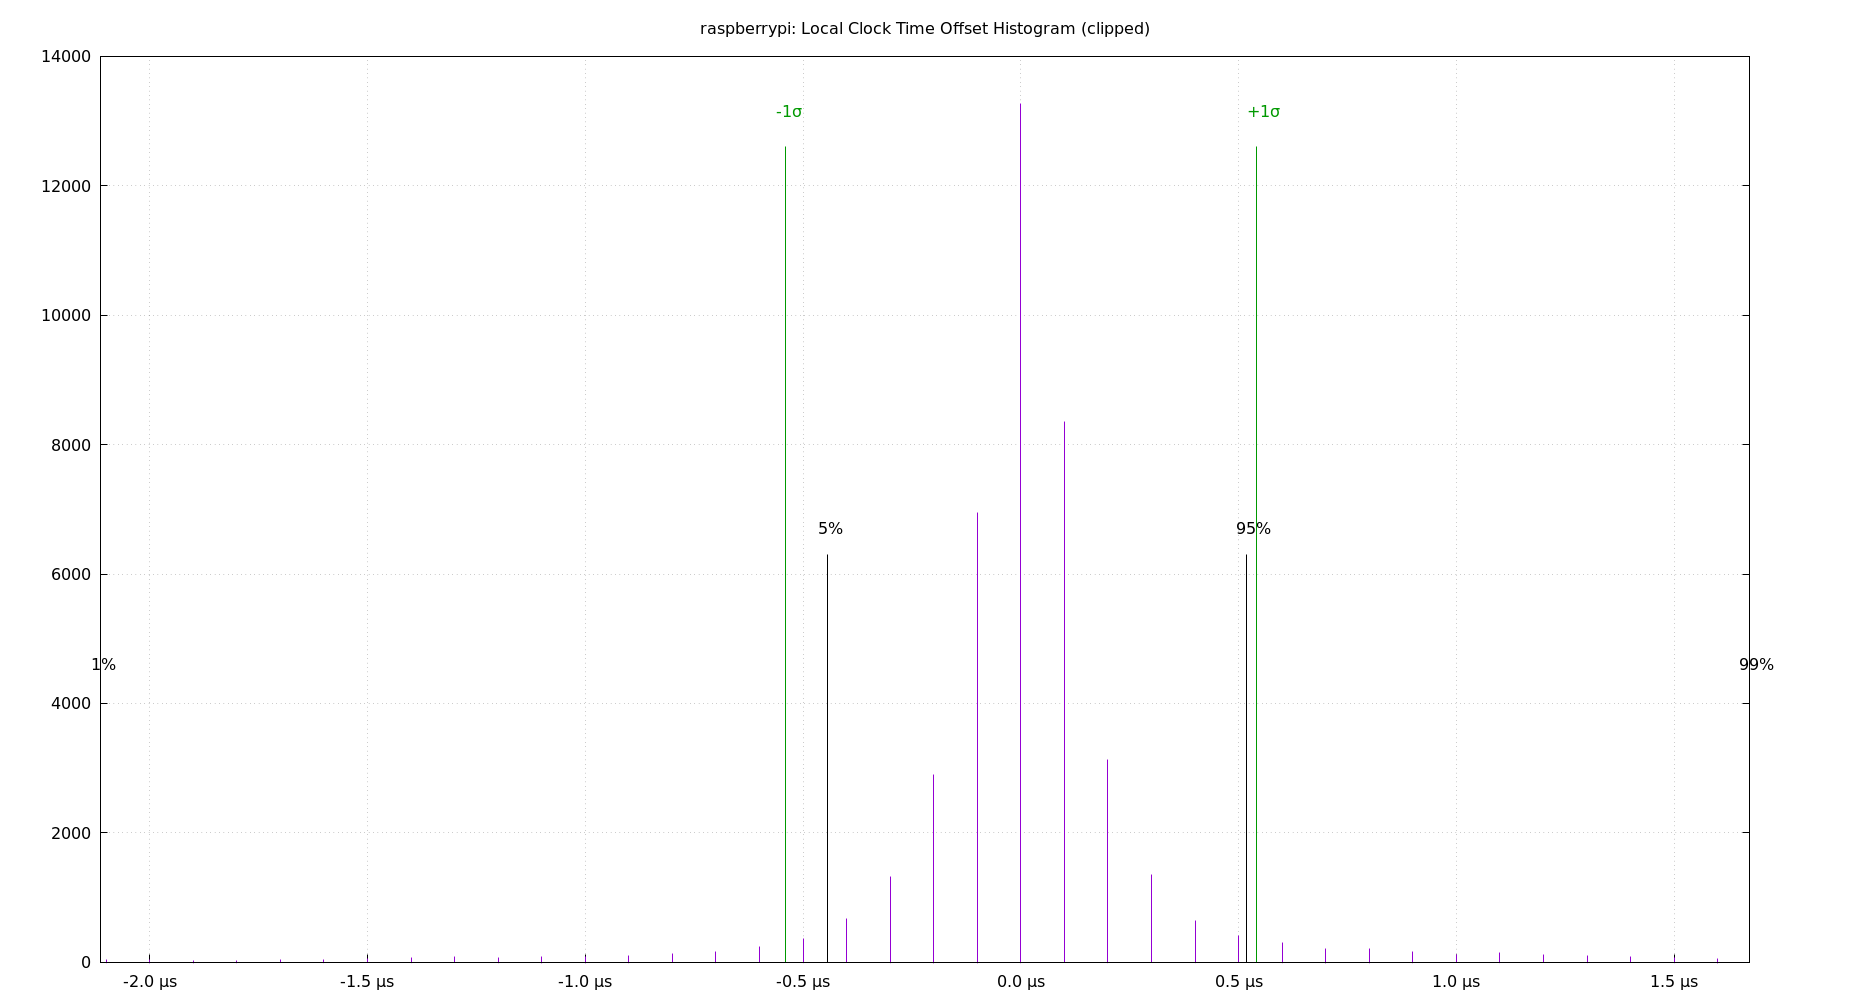 raspberrypi: Local Clock Time Offset Histogram (clipped)
14000
-1σ
+1σ
12000
10000
8000
5%
95%
6000
1%
99%
4000
2000
0
-2.0 µs
-1.5 µs
-1.0 µs
-0.5 µs
0.0 µs
0.5 µs
1.0 µs
1.5 µs